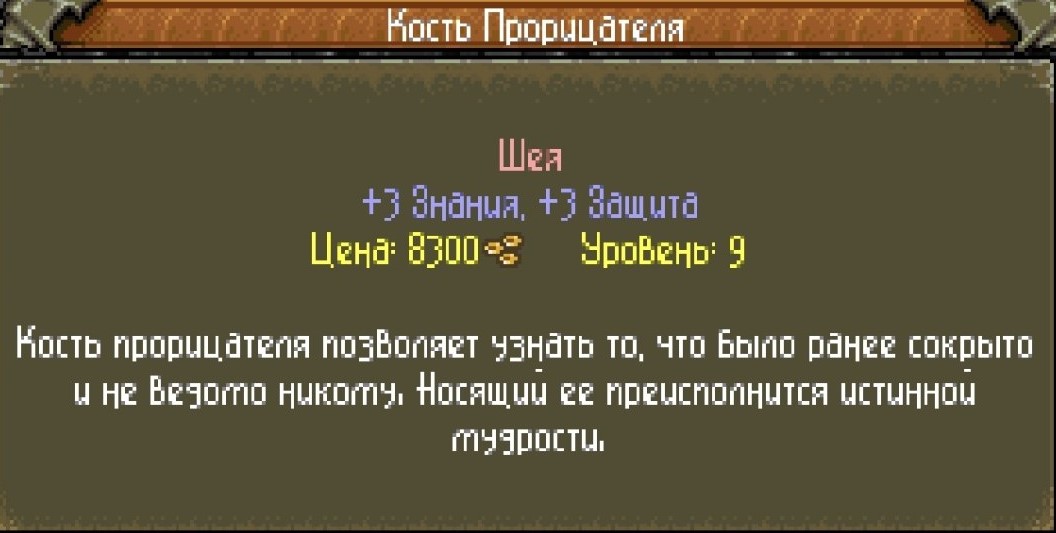 Кость Прорицателя
Шея
+3 Знания, +3 Защита
Цена: 8300 Уровень: 9
Кость прорицателя позволяет узнать то, что было ранее сокрыто
и не ведомо никому. Носящий ее преисполнится истинной
мудрости.